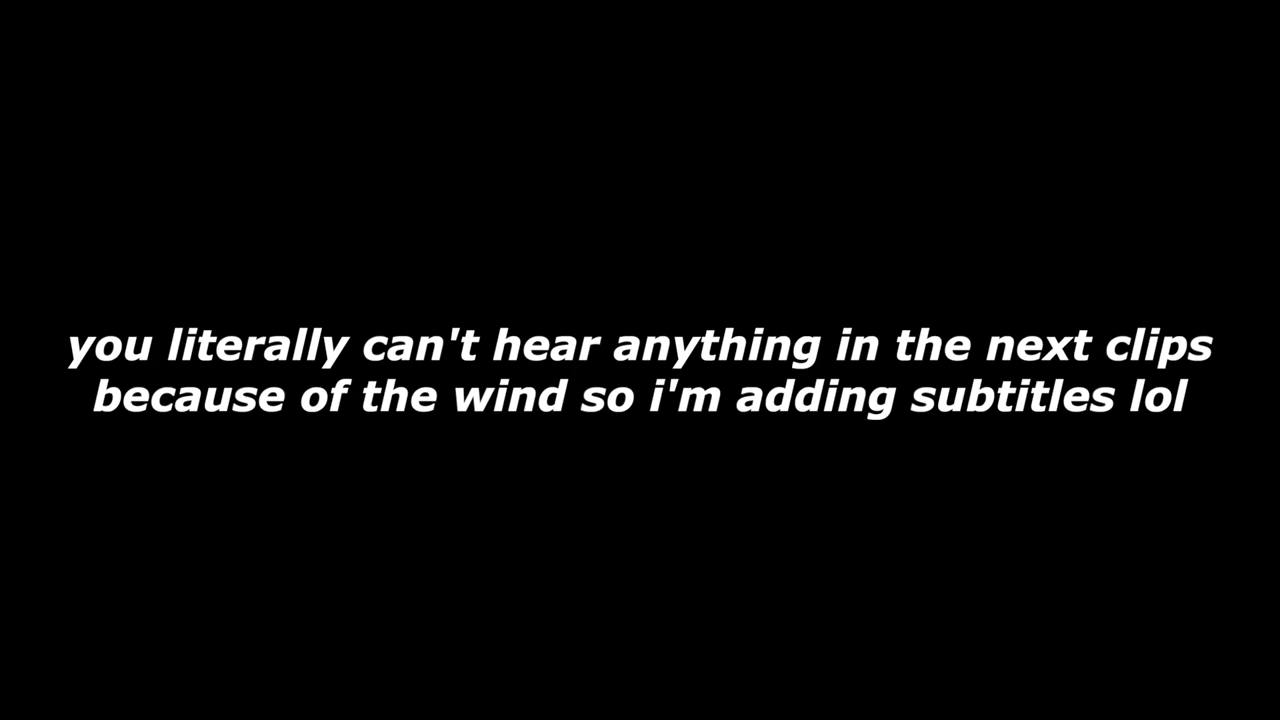 you literally can't hear anything in the next clips
because of the wind so i'm adding subtitles lol